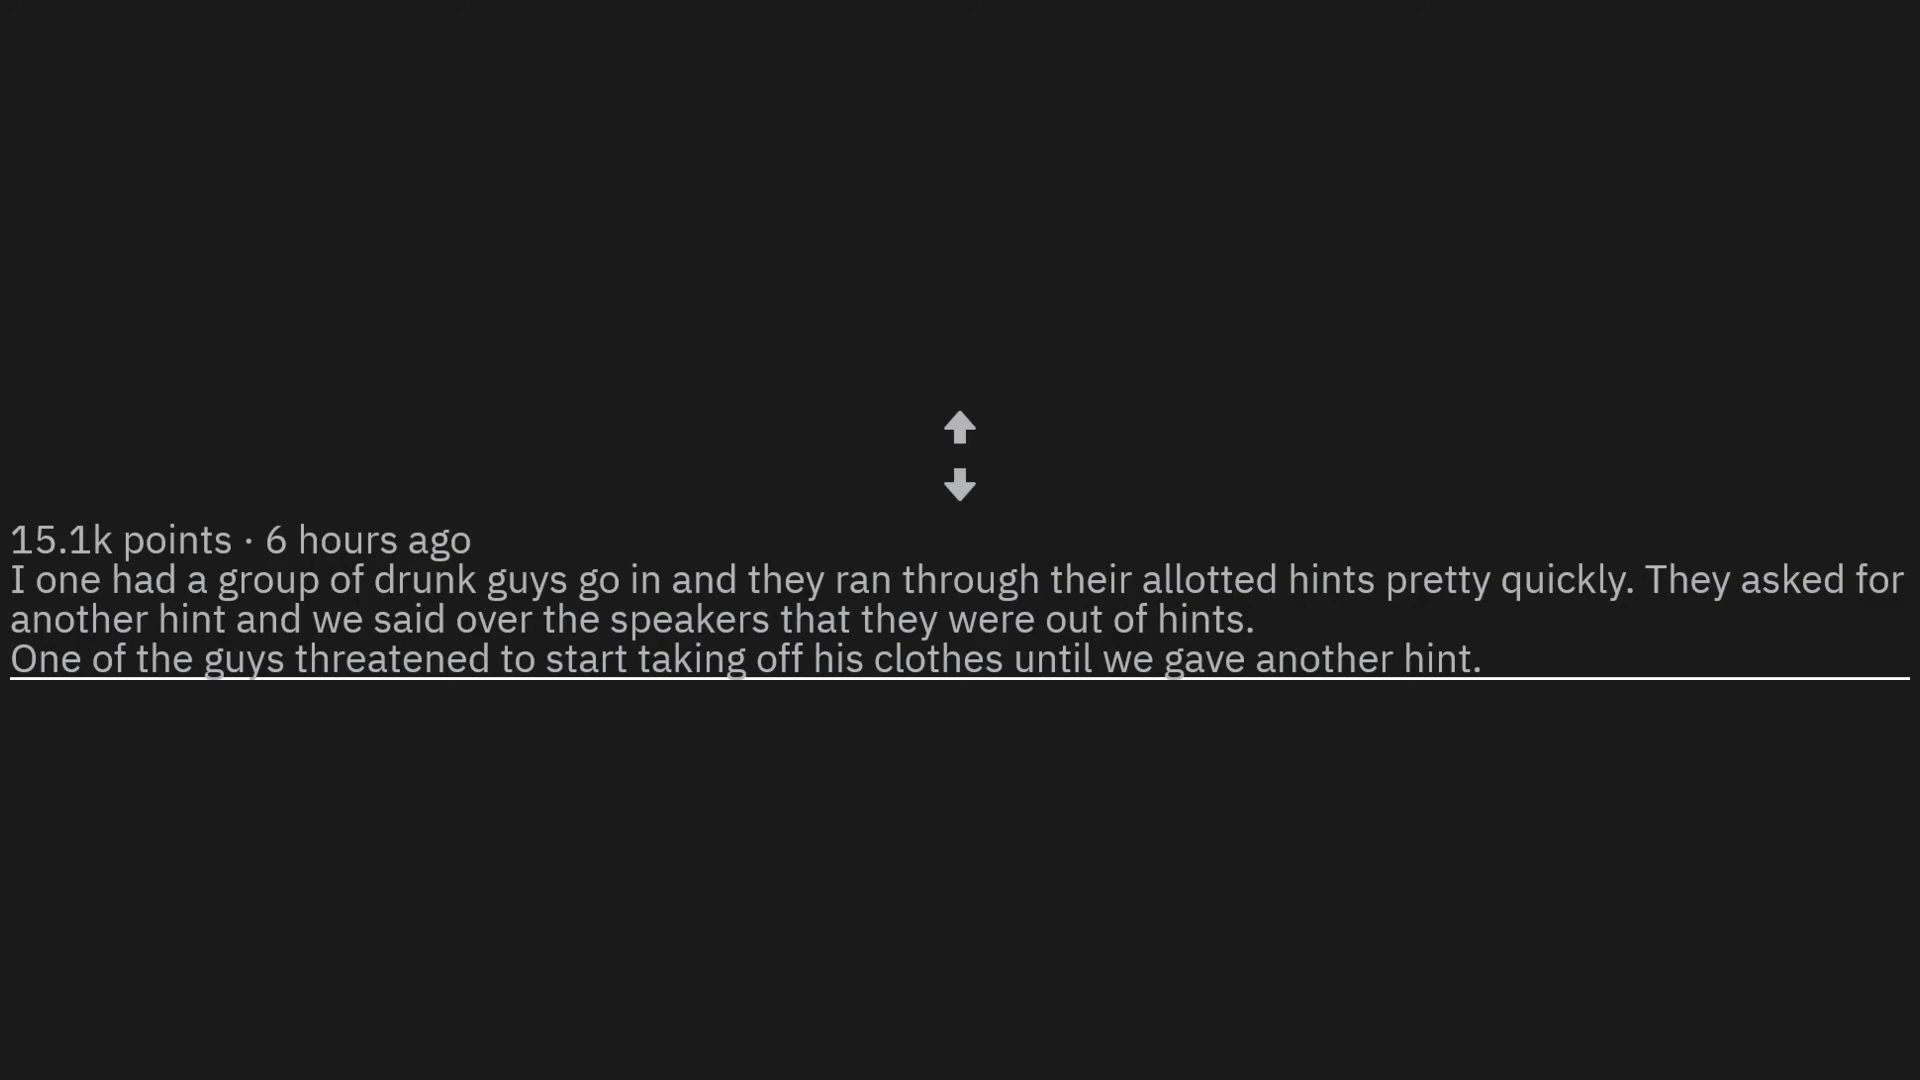 15.1k points · 6 hours ago
I one had a group of drunk guys go in and they ran through their allotted hints pretty quickly. They asked for
another hint and we said over the speakers that they were out of hints.
One of the guys threatened to start taking off his clothes until we gave another hint.